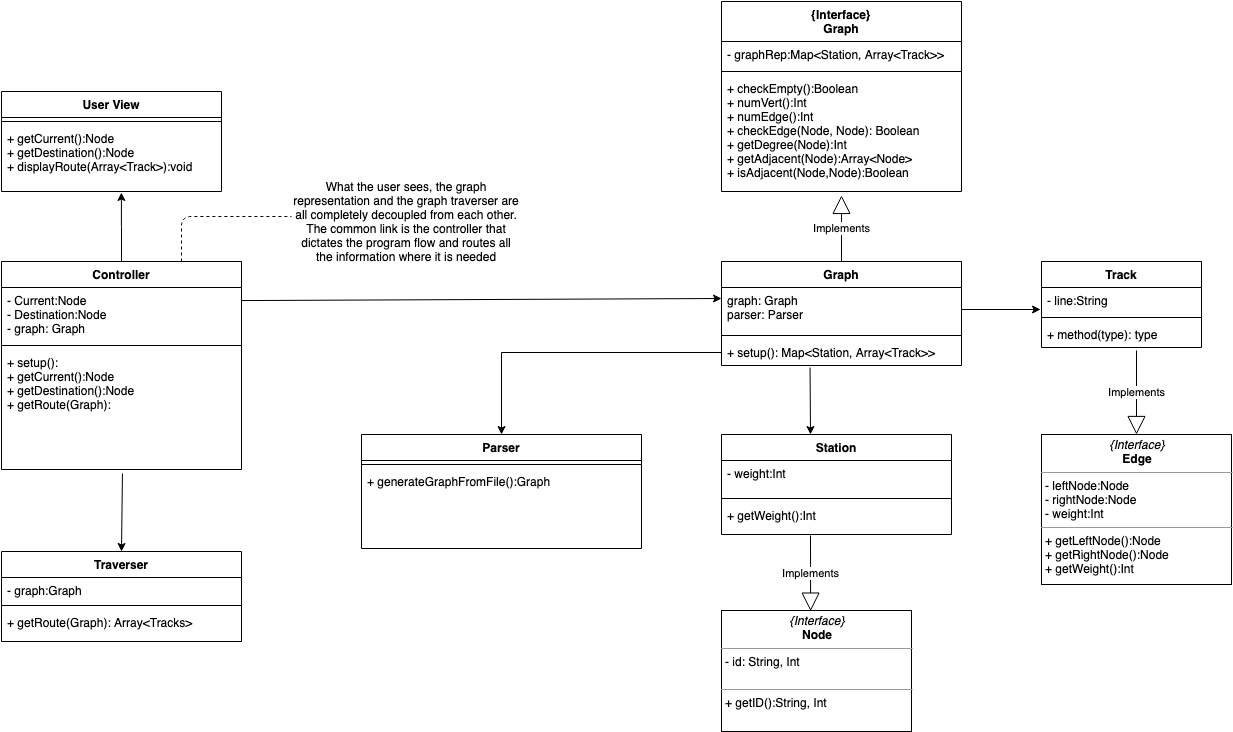 {Interface}
Graph
- graphRep:Map<Station, Array<Track>>
+ checkEmpty():Boolean
+ numVert():Int
+ numEdge():Int
+ checkEdge(Node, Node): Boolean
+ getDegree(Node):Int
+ getAdjacent(Node):Array<Node>
+ isAdjacent(Node,Node):Boolean
User View
+ getCurrent():Node
+ getDestination():Node
+ displayRoute(Array<Track>):void
What the user sees, the graph
representation and the graph traverser are
all completely decoupled from each other.
The common link is the controller that
dictates the program flow and routes all
the information where it is needed
Implements
Controller
- Current:Node
- Destination:Node
- graph: Graph
+ setup():
+ getCurrent():Node
+ getDestination():Node
+ getRoute(Graph):
Graph
graph: Graph
parser: Parser
+ setup(): Map<Station, Array<Track>>
Track
- line:String
+ method(type): type
Implements
Parser
+ generateGraphFromFile():Graph
Station
- weight:Int
+ getWeight():Int
{Interface}
Edge
- leftNode:Node
- rightNode:Node
- weight:Int
+ getLeftNode():Node
+ getRightNode():Node
+ getWeight():Int
Traverser
- graph:Graph
+ getRoute(Graph): Array<Tracks>
Implements
{Interface}
Node
- id: String, Int
+ getID():String, Int